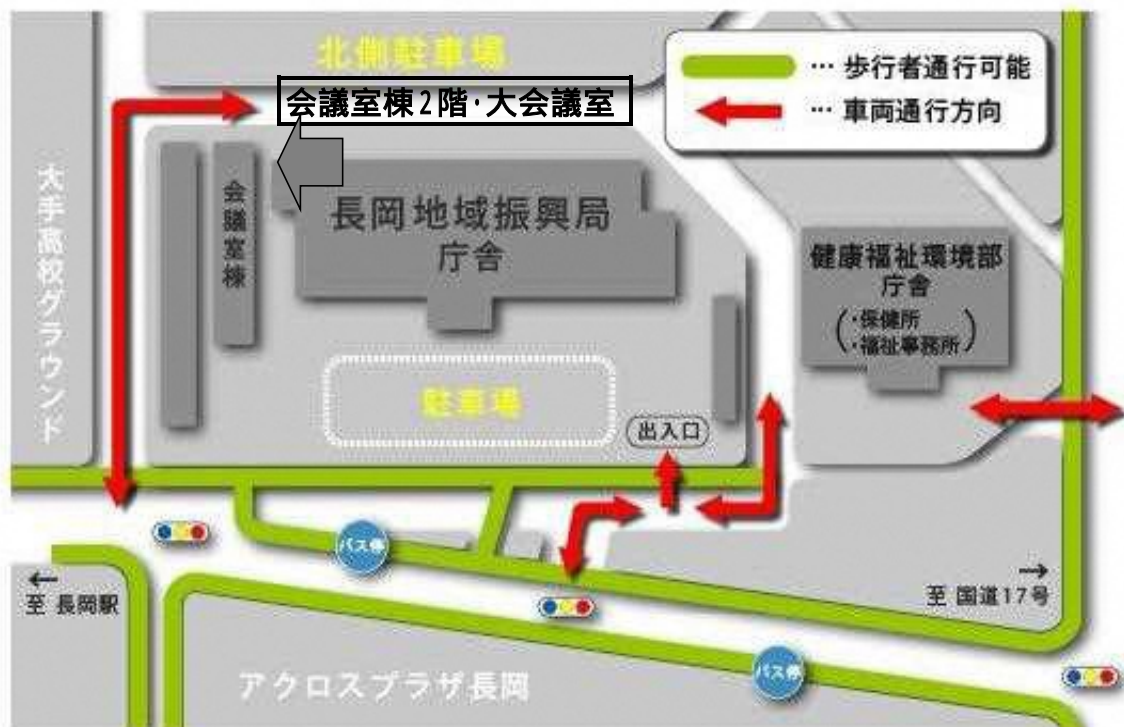 北側駐車場
… 歩行者通行可能
… 車両通行方向
会議室棟2階・大会議室
大手高校グラウンド
会議室棟
長岡地域振興局
庁舎
健康福祉環境部
庁舎
(・保健所
・福祉事務所)
駐車場
出入口
バス停
← 至 長岡駅
→ 至 国道17号
バス停
アクロスプラザ長岡